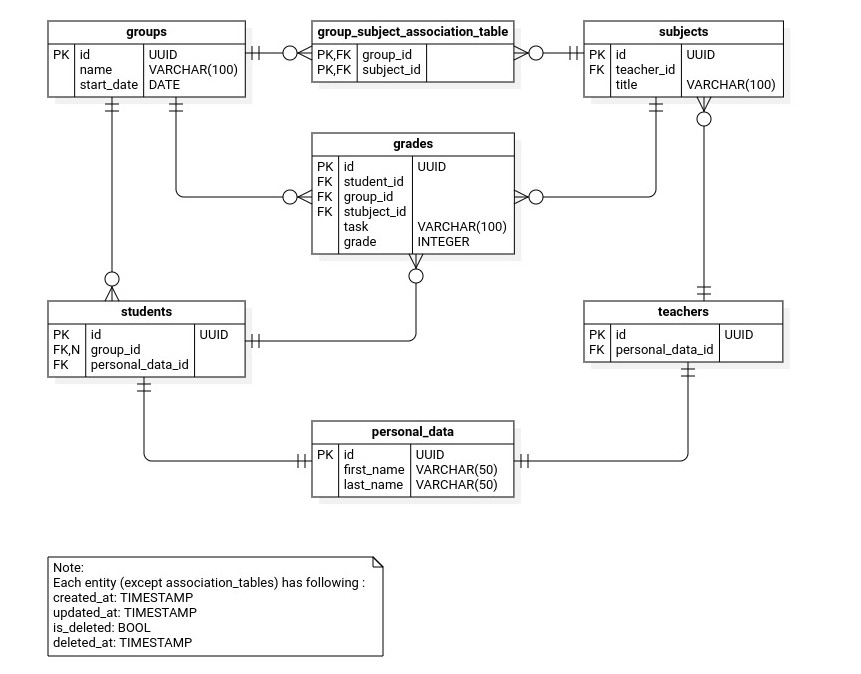 groups
PK id UUID
name VARCHAR(100)
start_date DATE
group_subject_association_table
PK,FK group_id
PK,FK subject_id
subjects
PK id UUID
FK teacher_id
title VARCHAR(100)
grades
PK id UUID
FK student_id
FK group_id
FK stubject_id
task VARCHAR(100)
grade INTEGER
students
PK id UUID
FK,N group_id
FK personal_data_id
teachers
PK id UUID
FK personal_data_id
personal_data
PK id UUID
first_name VARCHAR(50)
last_name VARCHAR(50)
Note:
Each entity (except association_tables) has following :
created_at: TIMESTAMP
updated_at: TIMESTAMP
is_deleted: BOOL
deleted_at: TIMESTAMP